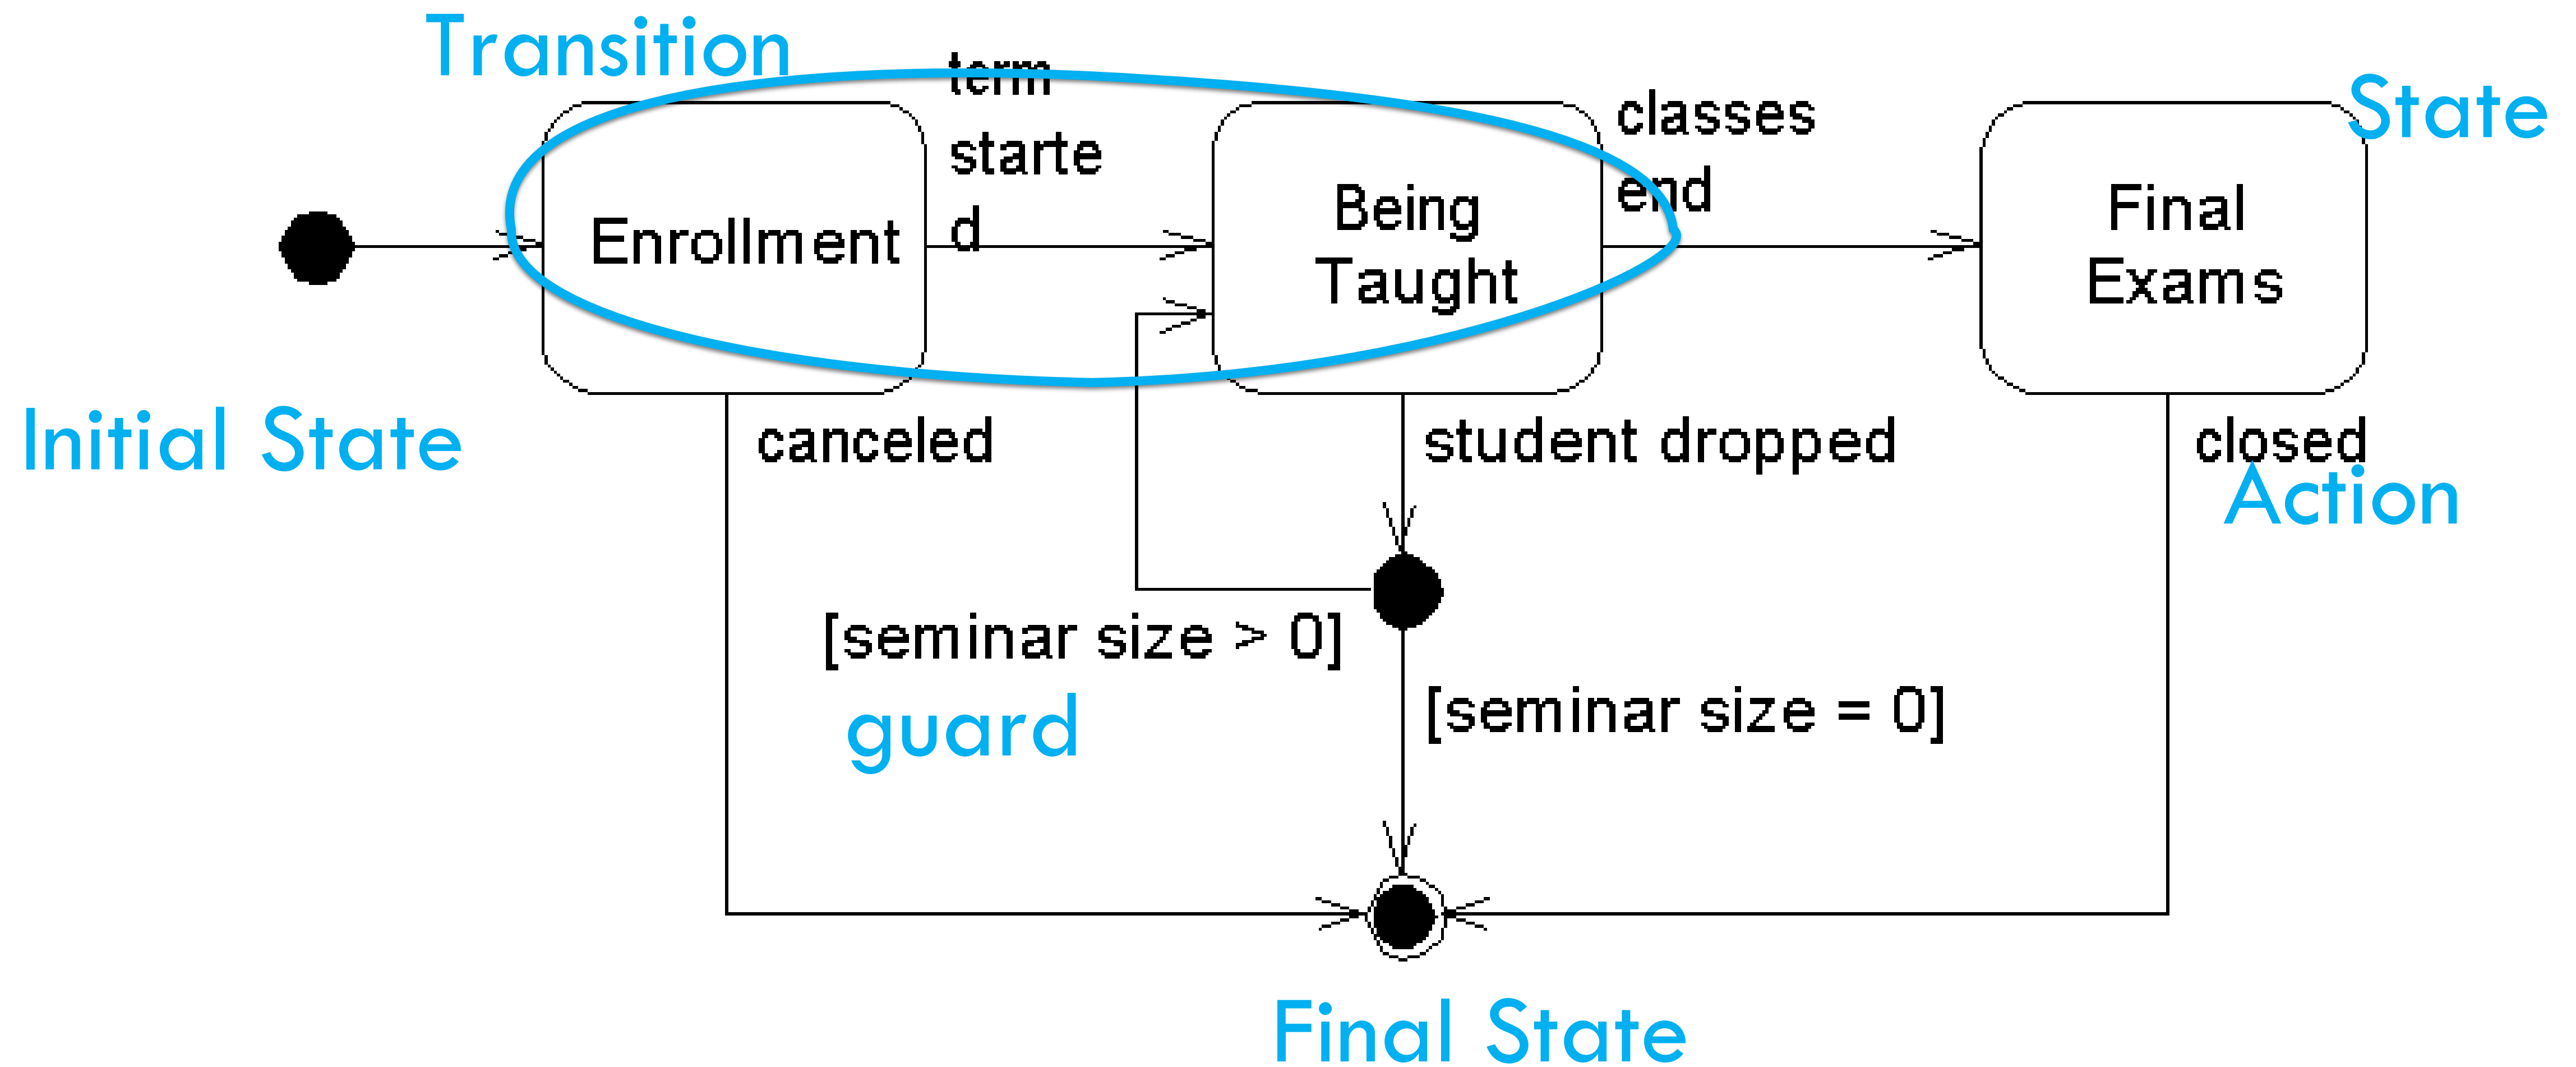 Transition
term
starte
d
classes
end
State
Enrollment
Being
Taught
Final
Exams
Initial State
canceled
student dropped
closed
Action
[seminar size > 0]
guard
[seminar size = 0]
Final State